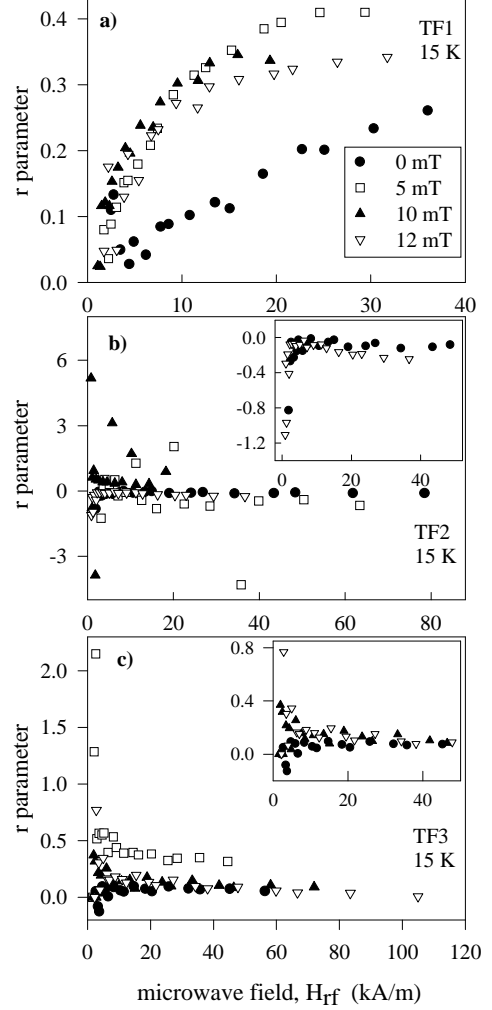 a)
TF1
15 K
0.4
0.3
0.2
0.1
0.0
r parameter
0 mT
5 mT
10 mT
12 mT
0 10 20 30 40
b)
6
3
0
-3
r parameter
0.0
-0.4
-0.8
-1.2
0 20 40
TF2
15 K
0 20 40 60 80
c)
2.0
1.5
1.0
0.5
0.0
r parameter
0.8
0.4
0.0
0 20 40
TF3
15 K
0 20 40 60 80 100 120
microwave field, Hrf (kA/m)